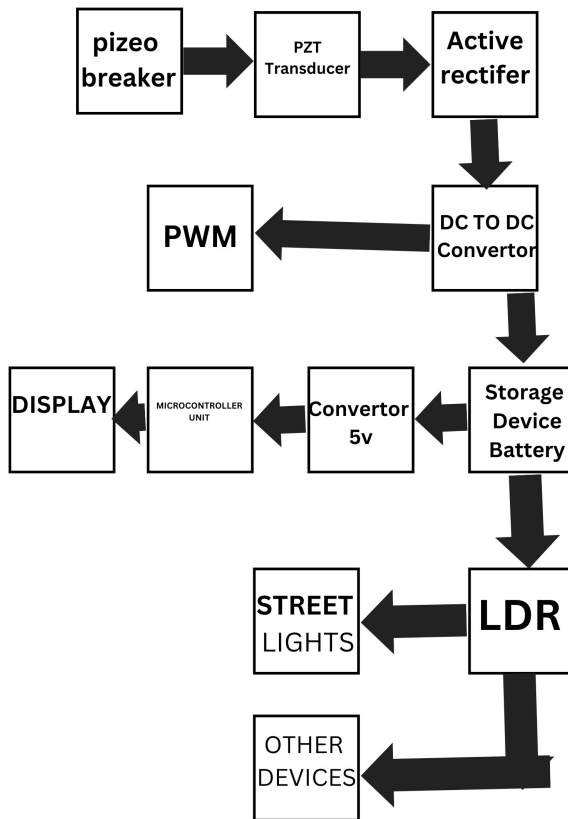 pizeo
breaker
PZT
Transducer
Active
rectifer
PWM
DC TO DC
Convertor
DISPLAY
MICROCONTROLLER
UNIT
Convertor
5v
Storage
Device
Battery
STREET
LIGHTS
LDR
OTHER
DEVICES